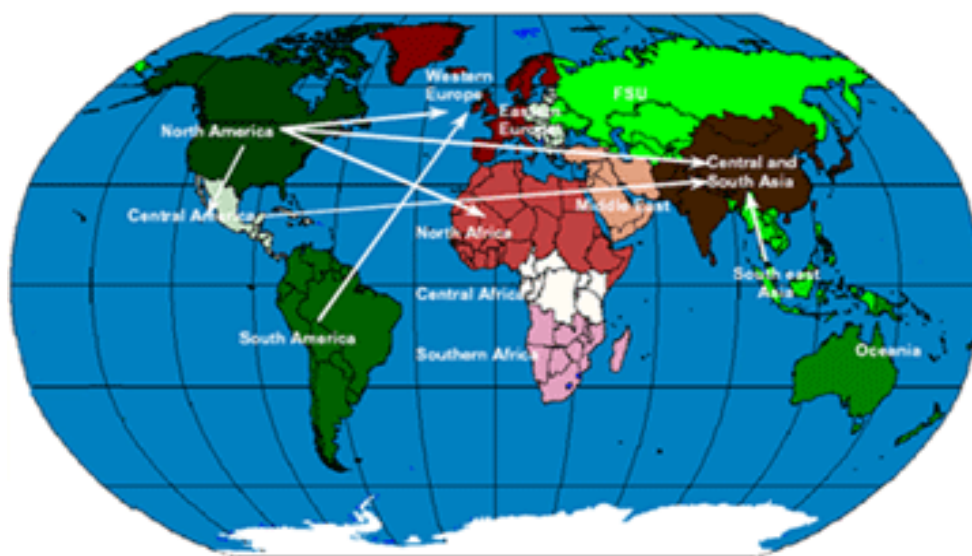 Western
Europe
FSU
Eastern
Europe
North America
Central and
South Asia
Central America
Middle East
North Africa
South east
Asia
Central Africa
South America
Southern Africa
Oceania